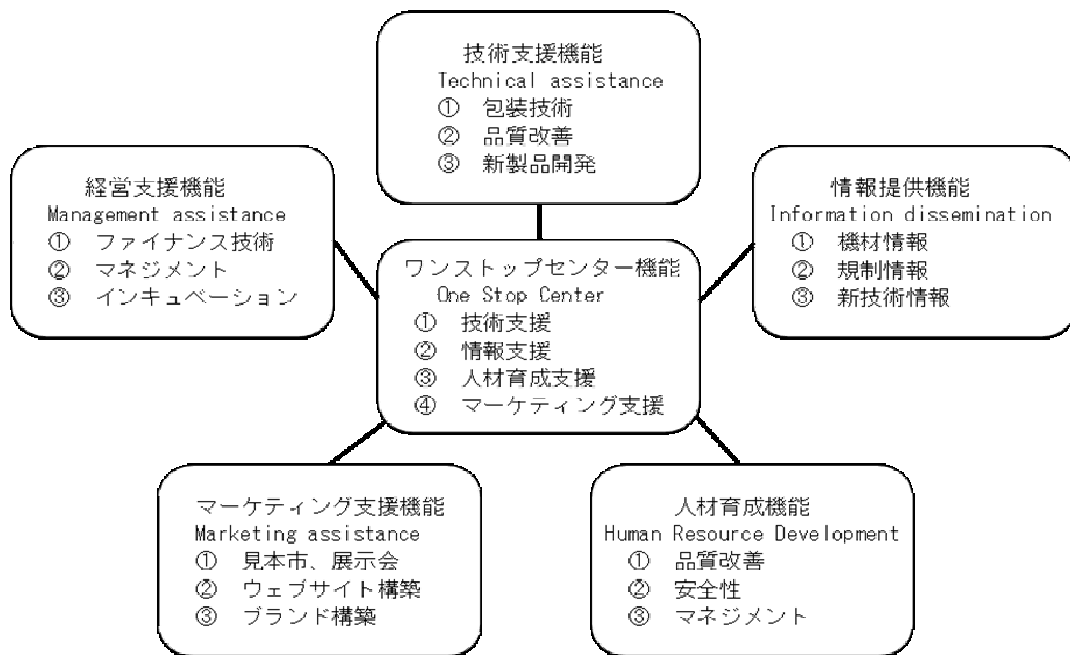 技術支援機能
Technical assistance
① 包装技術
② 品質改善
③ 新製品開発
経営支援機能
Management assistance
① ファイナンス技術
② マネジメント
③ インキュベーション
情報提供機能
Information dissemination
① 機材情報
② 規制情報
③ 新技術情報
ワンストップセンター機能
One Stop Center
① 技術支援
② 情報支援
③ 人材育成支援
④ マーケティング支援
マーケティング支援機能
Marketing assistance
① 見本市、展示会
② ウェブサイト構築
③ ブランド構築
人材育成機能
Human Resource Development
① 品質改善
② 安全性
③ マネジメント